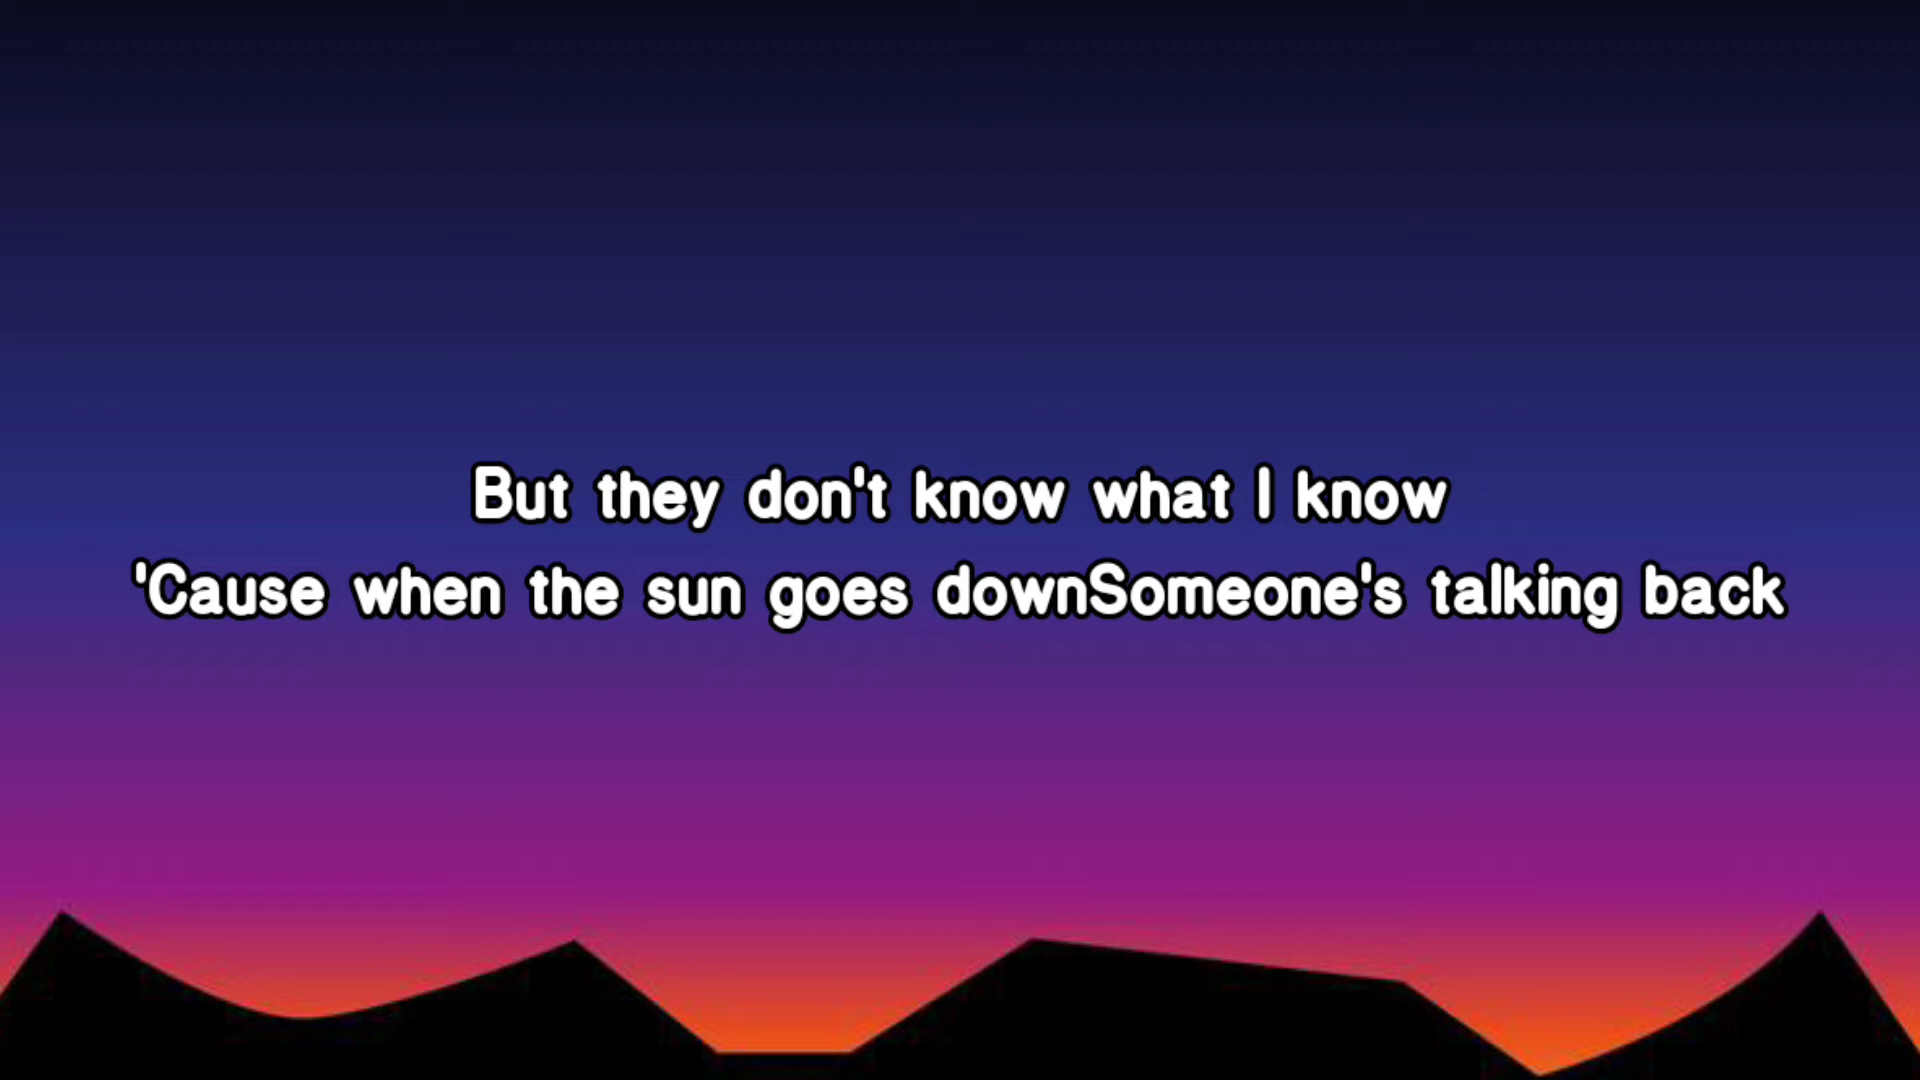 But they don't know what I know
'Cause when the sun goes downSomeone's talking back